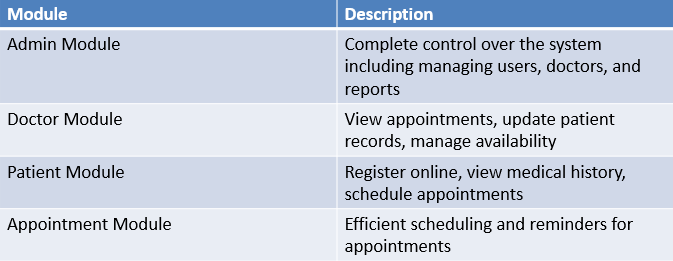 Module Description
Admin Module Complete control over the system
including managing users, doctors, and
reports
Doctor Module View appointments, update patient
records, manage availability
Patient Module Register online, view medical history,
schedule appointments
Appointment Module Efficient scheduling and reminders for
appointments